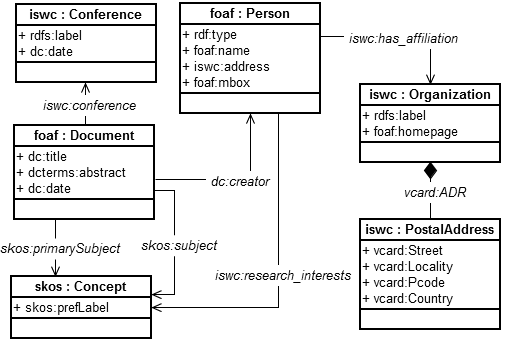 iswc : Conference
+ rdfs:label
+ dc:date
foaf : Person
+ rdf:type
+ foaf:name
+ iswc:address
+ foaf:mbox
iswc:has_affiliation
iswc : Organization
+ rdfs:label
+ foaf:homepage
iswc:conference
foaf : Document
+ dc:title
+ dcterms:abstract
+ dc:date
dc:creator
vcard:ADR
iswc : PostalAddress
+ vcard:Street
+ vcard:Locality
+ vcard:Pcode
+ vcard:Country
skos:primarySubject
skos:subject
iswc:research_interests
skos : Concept
+ skos:prefLabel